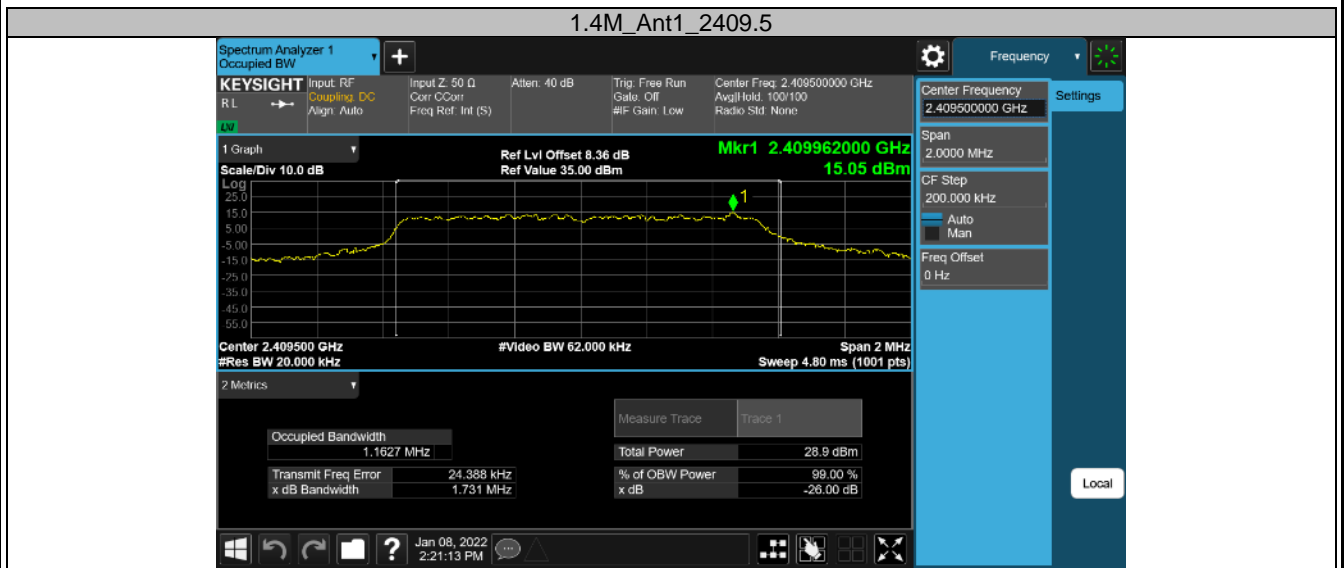 1.4M_Ant1_2409.5
Spectrum Analyzer 1
Occupied BW
+
Frequency
KEYSIGHT
R L
LXI
Input: RF
Coupling: DC
Align: Auto
Input Z: 50 Ω
Corr CCorr
Freq Ref: Int (S)
Atten: 40 dB
Trig: Free Run
Gate: Off
#IF Gain: Low
Center Freq: 2.409500000 GHz
Avg|Hold: 100/100
Radio Std: None
1 Graph
Scale/Div 10.0 dB
Ref Lvl Offset 8.36 dB
Ref Value 35.00 dBm
Mkr1 2.409962000 GHz
15.05 dBm
Log
25.0
15.0
5.00
-5.00
-15.0
-25.0
-35.0
-45.0
55.0
1
Center 2.409500 GHz
#Res BW 20.000 kHz
#Video BW 62.000 kHz
Span 2 MHz
Sweep 4.80 ms (1001 pts)
2 Metrics
Measure Trace Trace 1
Occupied Bandwidth
1.1627 MHz
Total Power 28.9 dBm
Transmit Freq Error 24.388 kHz
% of OBW Power 99.00 %
x dB Bandwidth 1.731 MHz
x dB -26.00 dB
Center Frequency
2.409500000 GHz
Settings
Span
2.0000 MHz
CF Step
200.000 kHz
Auto
Man
Freq Offset
0 Hz
Local
?
Jan 08, 2022
2:21:13 PM